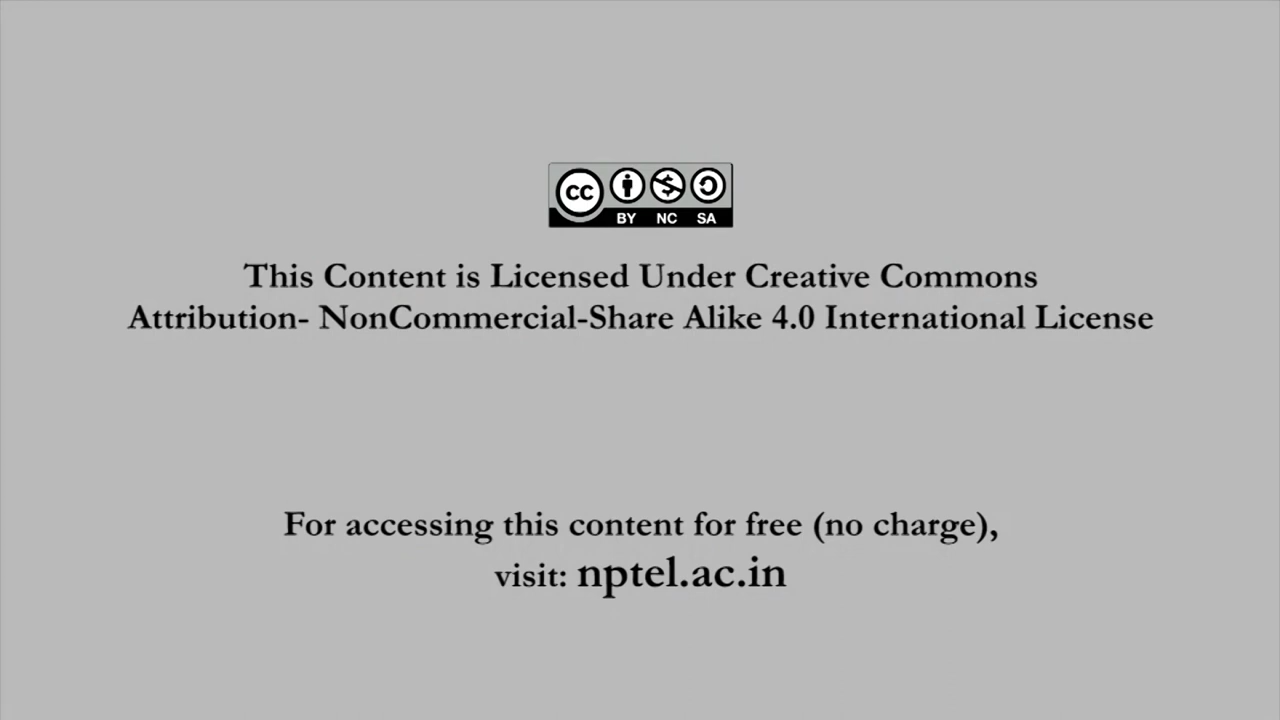 CC BY NC SA
This Content is Licensed Under Creative Commons
Attribution- NonCommercial-Share Alike 4.0 International License
For accessing this content for free (no charge),
visit: nptel.ac.in